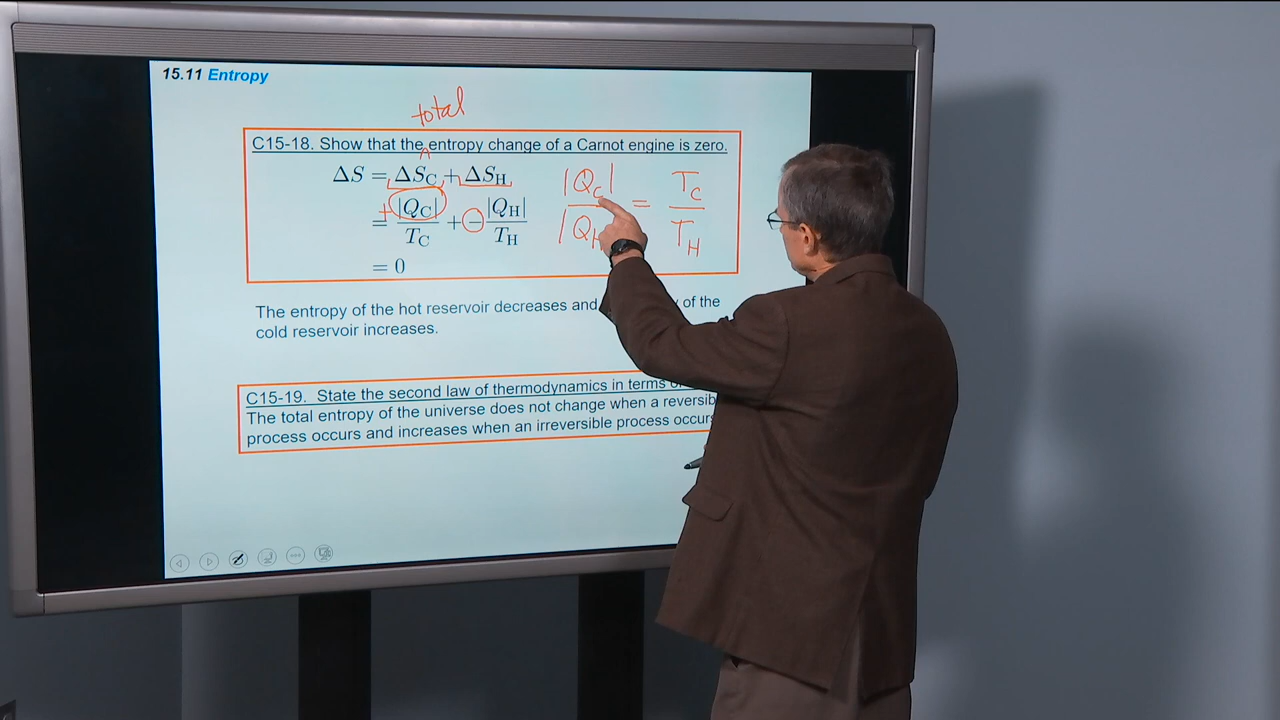 15.11 Entropy
total
^
C15-18. Show that the entropy change of a Carnot engine is zero.
ΔS = ΔS_C + ΔS_H
= + |Q_C| / T_C + − |Q_H| / T_H
= 0
|Q_C| / |Q_H = T_C / T_H
The entropy of the hot reservoir decreases and of the
cold reservoir increases.
C15-19. State the second law of thermodynamics in terms
The total entropy of the universe does not change when a reversib
process occurs and increases when an irreversible process occurs